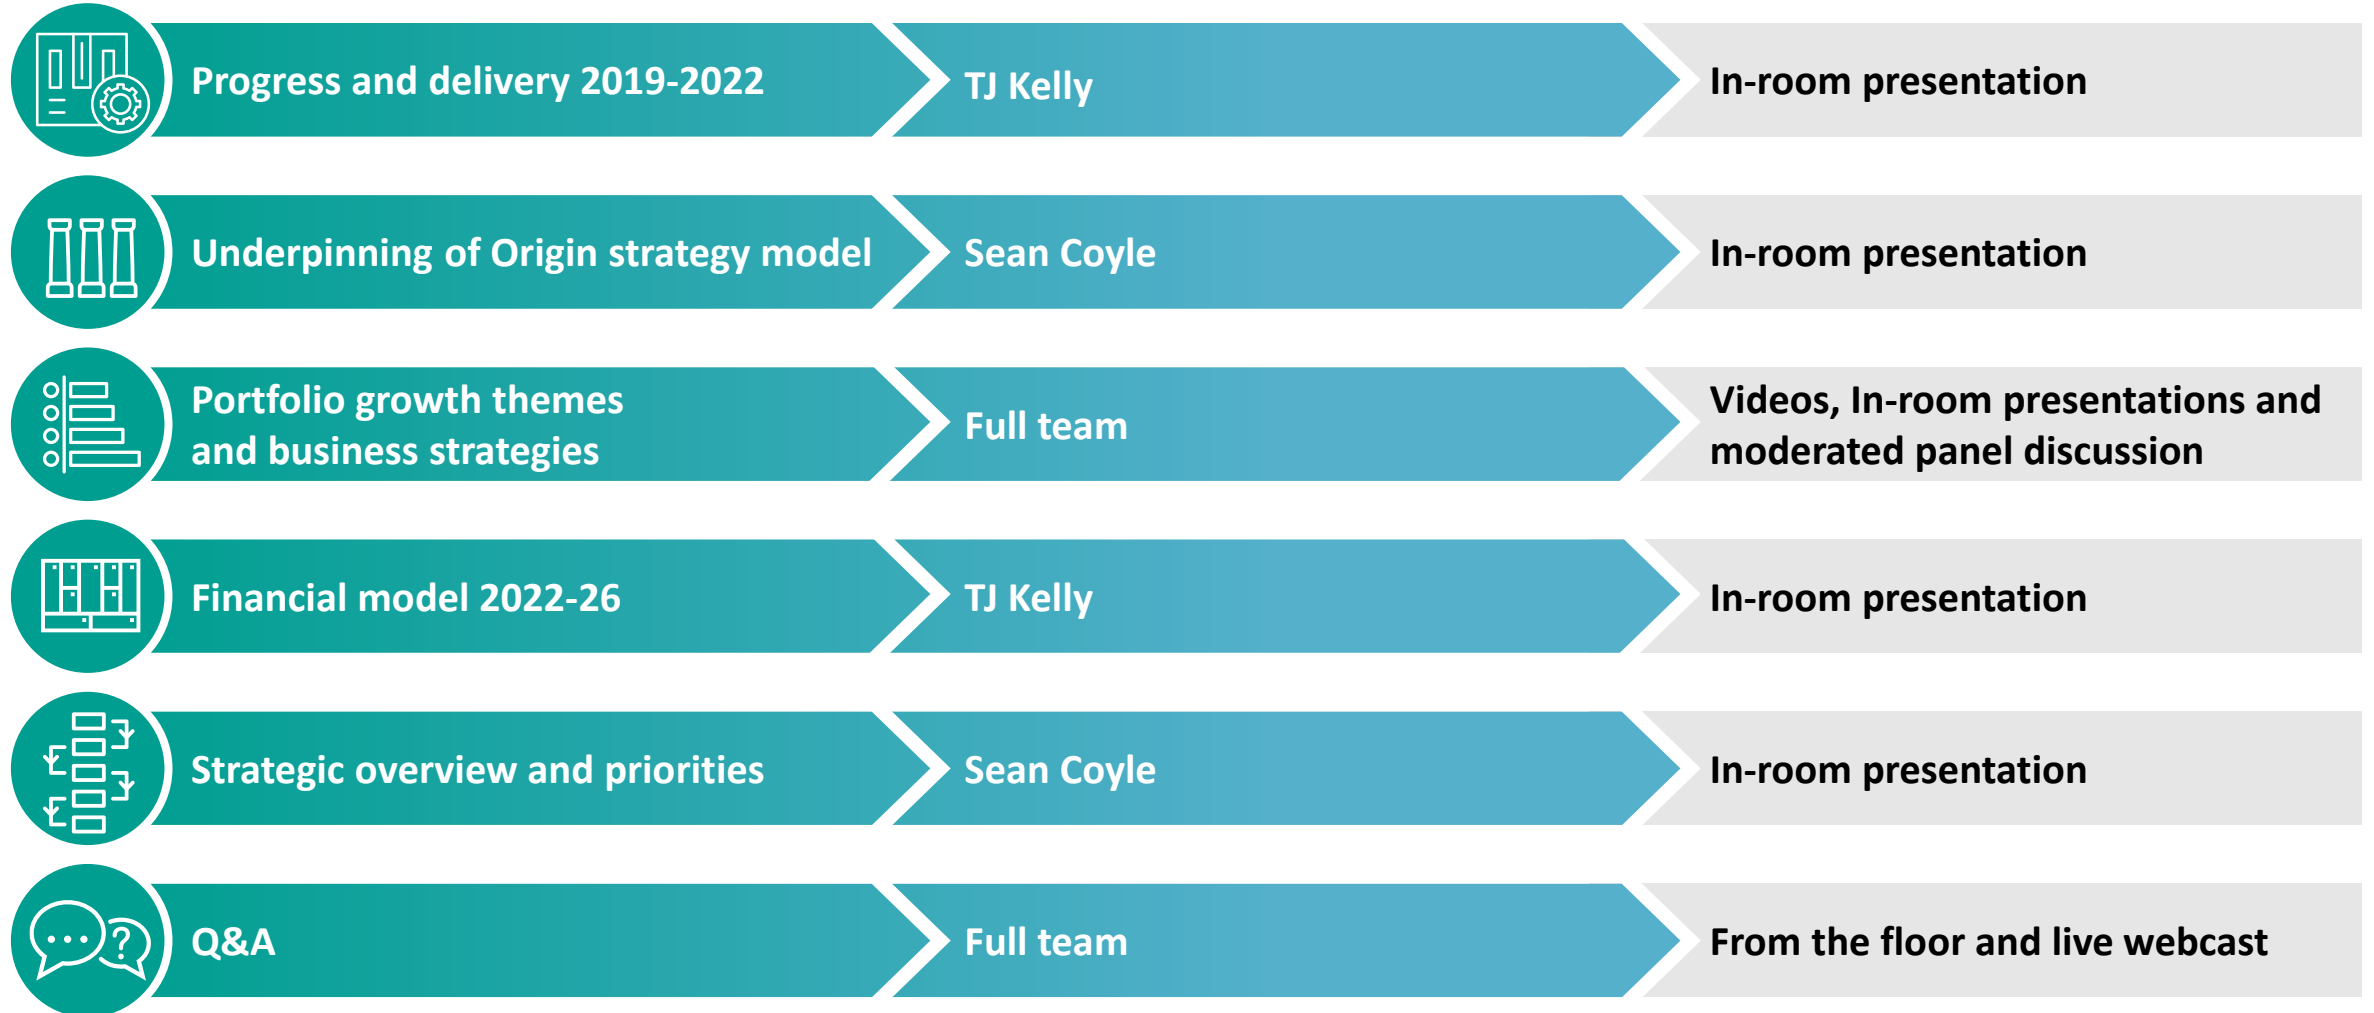 Progress and delivery 2019-2022
TJ Kelly
In-room presentation
Underpinning of Origin strategy model
Sean Coyle
In-room presentation
Portfolio growth themes
and business strategies
Full team
Videos, In-room presentations and
moderated panel discussion
Financial model 2022-26
TJ Kelly
In-room presentation
Strategic overview and priorities
Sean Coyle
In-room presentation
Q&A
Full team
From the floor and live webcast